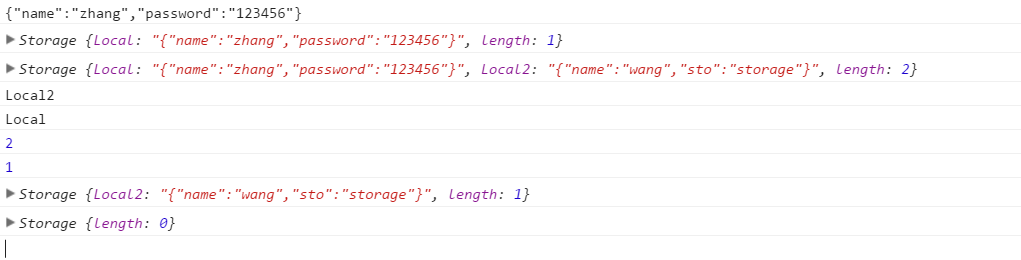 {"name":"zhang","password":"123456"}
Storage {Local: "{"name":"zhang","password":"123456"}", length: 1}
Storage {Local: "{"name":"zhang","password":"123456"}", Local2: "{"name":"wang","sto":"storage"}", length: 2}
Local2
Local
2
1
Storage {Local2: "{"name":"wang","sto":"storage"}", length: 1}
Storage {length: 0}